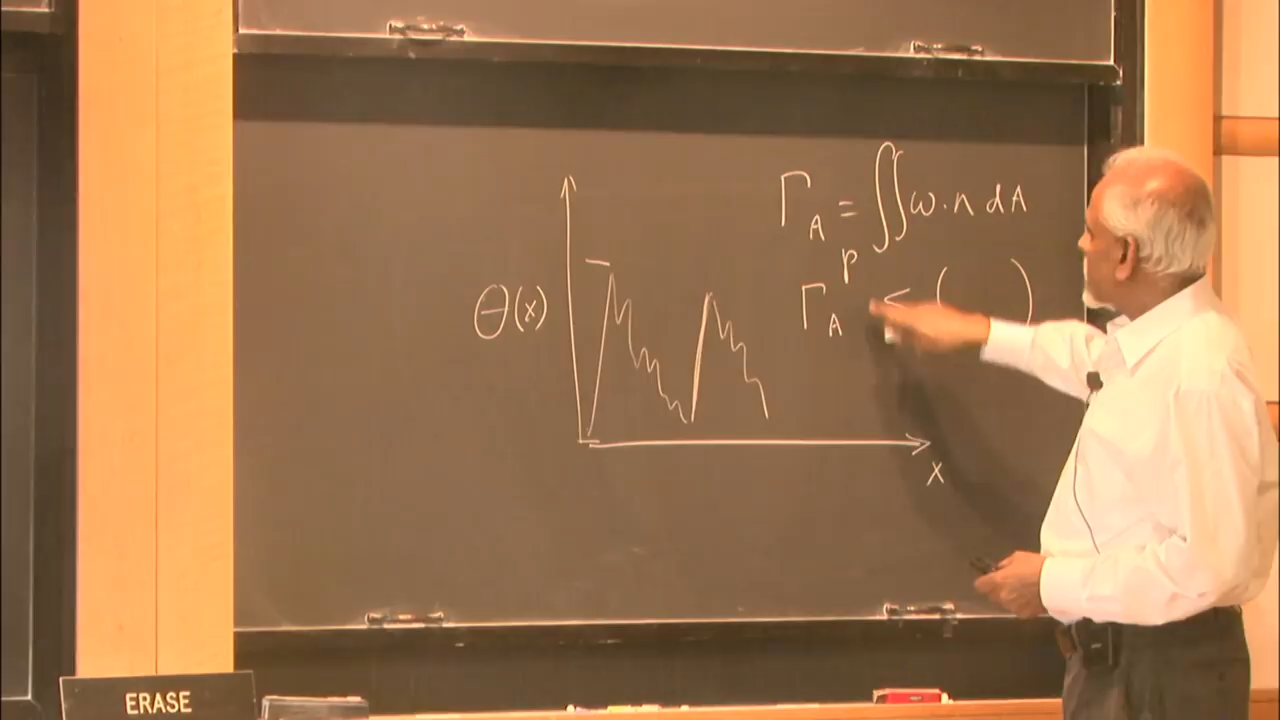 Γ_A = ∬ ω · n dA
Γ_A^p < ( )
Θ(x)
x
ERASE